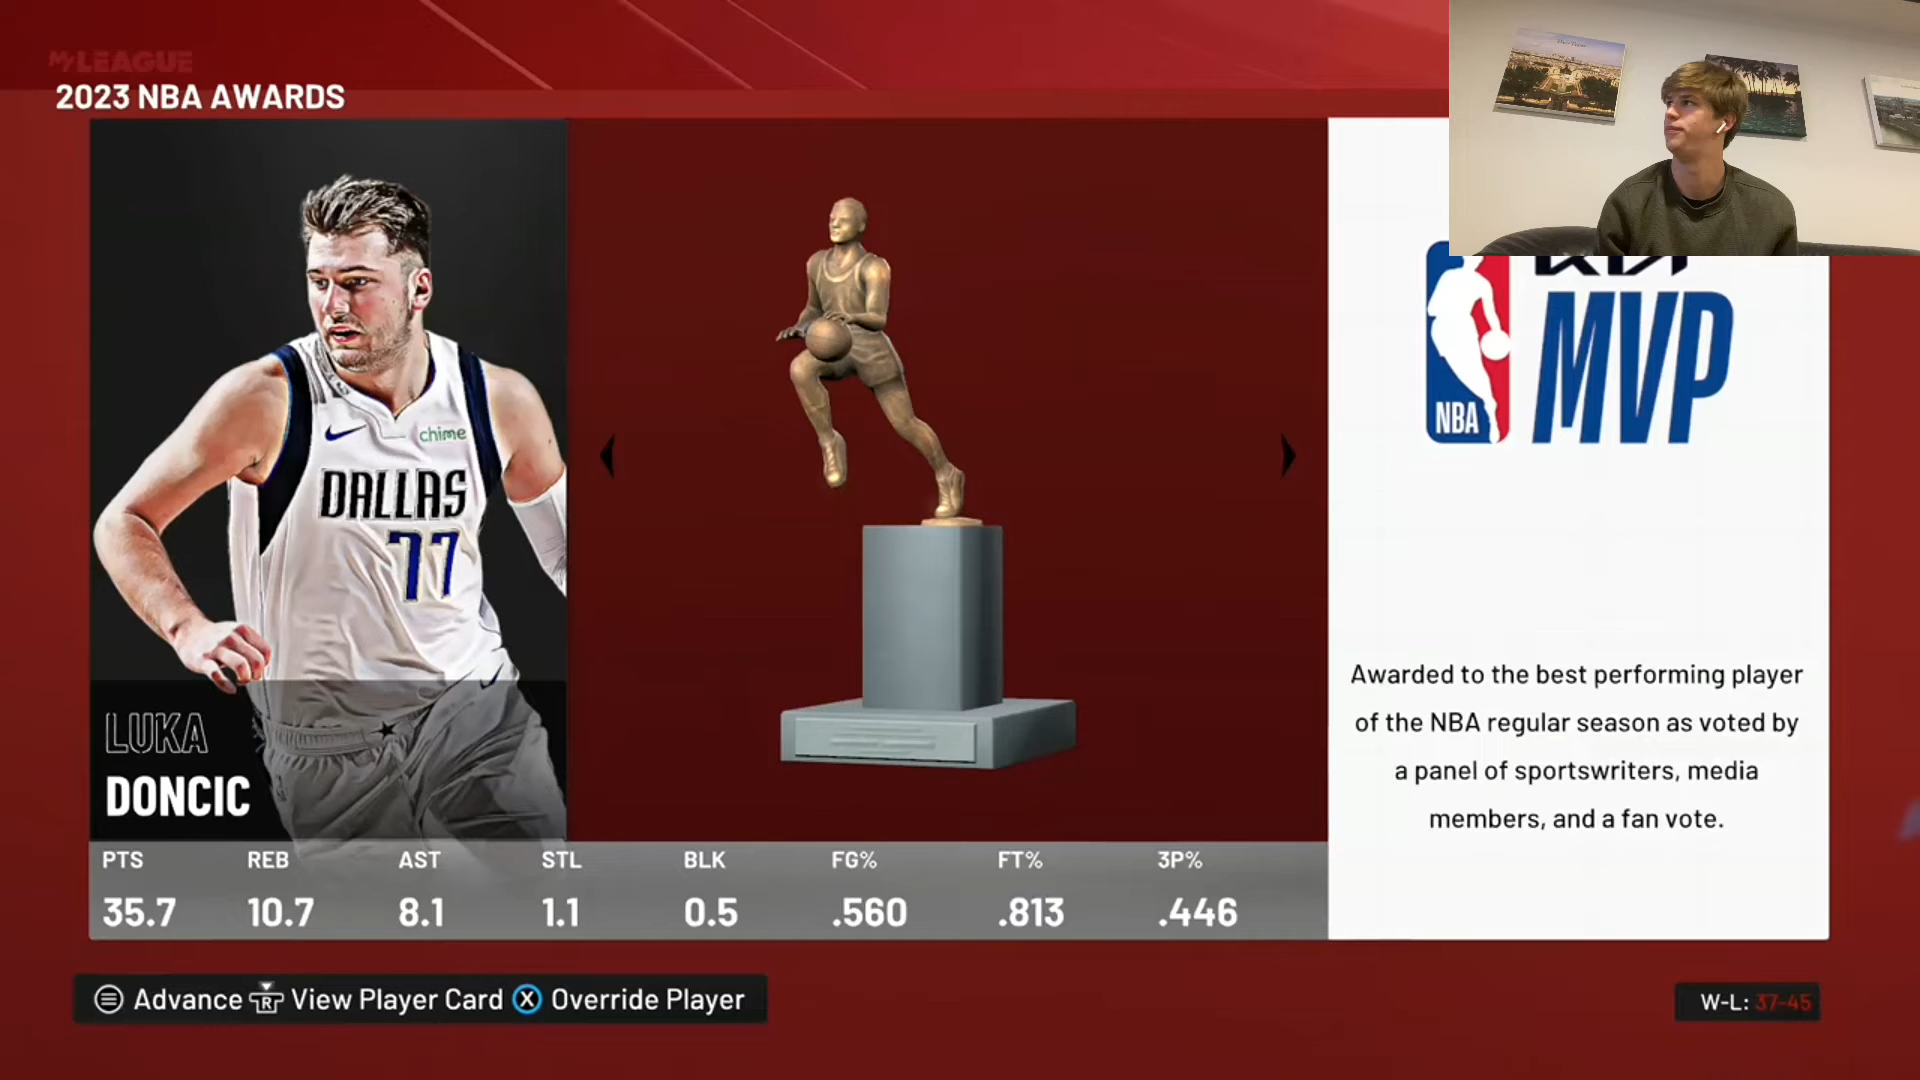 MyLEAGUE
2023 NBA AWARDS
chime
DALLAS
77
LUKA
DONCIC
PTS REB AST STL BLK FG% FT% 3P%
35.7 10.7 8.1 1.1 0.5 .560 .813 .446
NBA
MVP
Awarded to the best performing player
of the NBA regular season as voted by
a panel of sportswriters, media
members, and a fan vote.
Advance R View Player Card X Override Player
W-L: 37-45